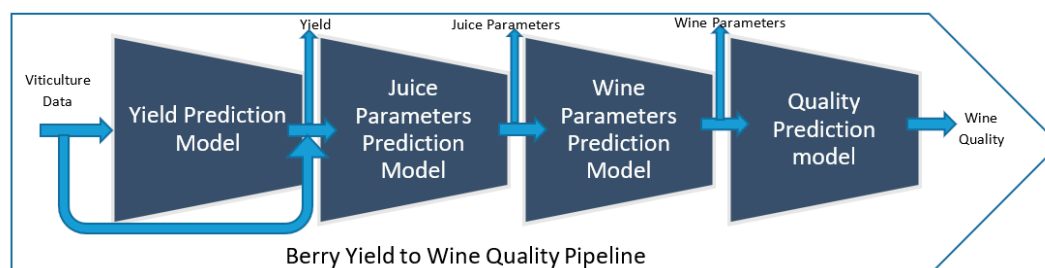 Yield
Juice Parameters
Wine Parameters
Viticulture
Data
Yield Prediction
Model
Juice
Parameters
Prediction
Model
Wine
Parameters
Prediction
Model
Quality
Prediction
model
Wine
Quality
Berry Yield to Wine Quality Pipeline